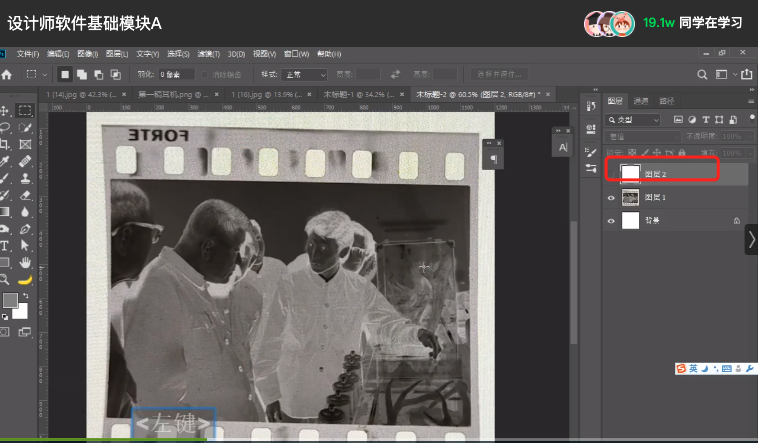 设计师软件基础模块A
19.1w 同学在学习
文件(F) 编辑(E) 图像(I) 图层(L) 文字(Y) 选择(S) 滤镜(T) 3D(D) 视图(V) 窗口(W) 帮助(H)
羽化: 0 像素 消除锯齿 样式: 正常 宽度: 高度: 选择并遮住...
1 (14).jpg @ 42.3% 第一稿耳机.png @ 1 (16).jpg @ 13.9% 未标题-1 @ 34.2% 未标题-2 @ 60.3% (图层 2, RGB/8#) *
图层 通道 路径
类型
FORTE
不透明度: 100%
锁定: 填充: 100%
图层 2
图层 1
背景
英
<左键>